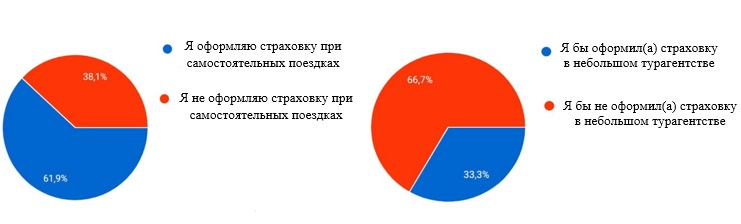 Я оформляю страховку при
самостоятельных поездках
38,1%
Я не оформляю страховку при
самостоятельных поездках
61,9%
Я бы оформил(а) страховку
в небольшом турагентстве
66,7%
Я бы не оформил(а) страховку
в небольшом турагентстве
33,3%